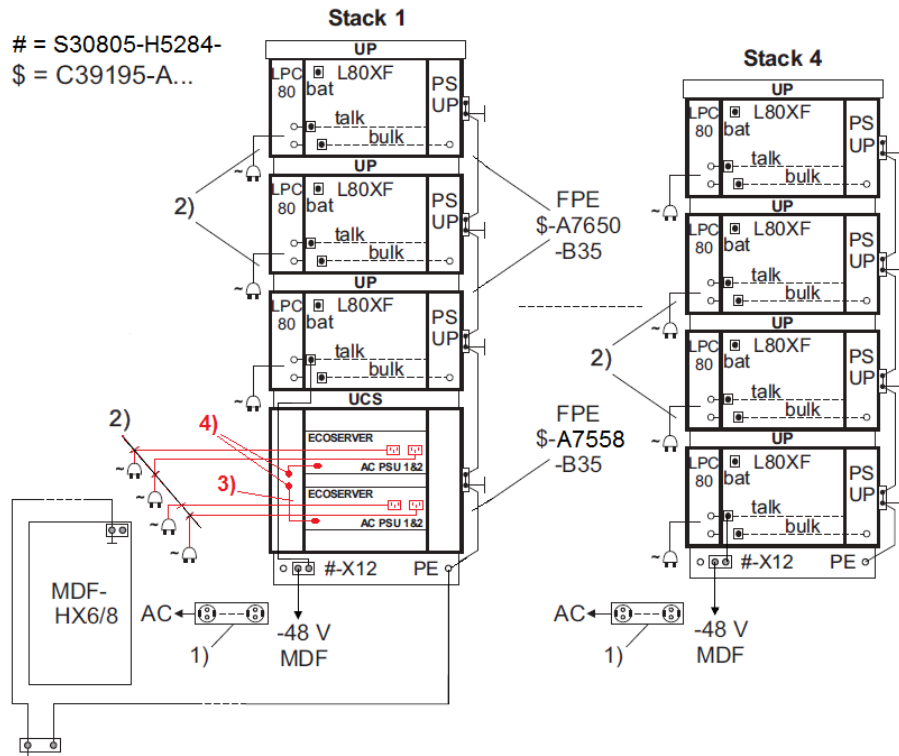 Stack 1
# = S30805-H5284-
$ = C39195-A...
UP
LPC 80
L80XF
bat
talk
bulk
PS UP
~
UP
2)
LPC 80
L80XF
bat
talk
bulk
PS UP
~
FPE
$-A7650
-B35
UP
LPC 80
L80XF
bat
talk
bulk
PS UP
~
UCS
2)
4)
ECOSERVER
AC PSU 1&2
3)
ECOSERVER
AC PSU 1&2
~
~
~
~
FPE
$-A7558
-B35
#-X12
PE
MDF-
HX6/8
AC
1)
-48 V
MDF
Stack 4
UP
LPC 80
L80XF
bat
talk
bulk
PS UP
~
UP
LPC 80
L80XF
bat
talk
bulk
PS UP
~
2)
UP
LPC 80
L80XF
bat
talk
bulk
PS UP
~
UP
LPC 80
L80XF
bat
talk
bulk
PS UP
~
#-X12
PE
AC
1)
-48 V
MDF